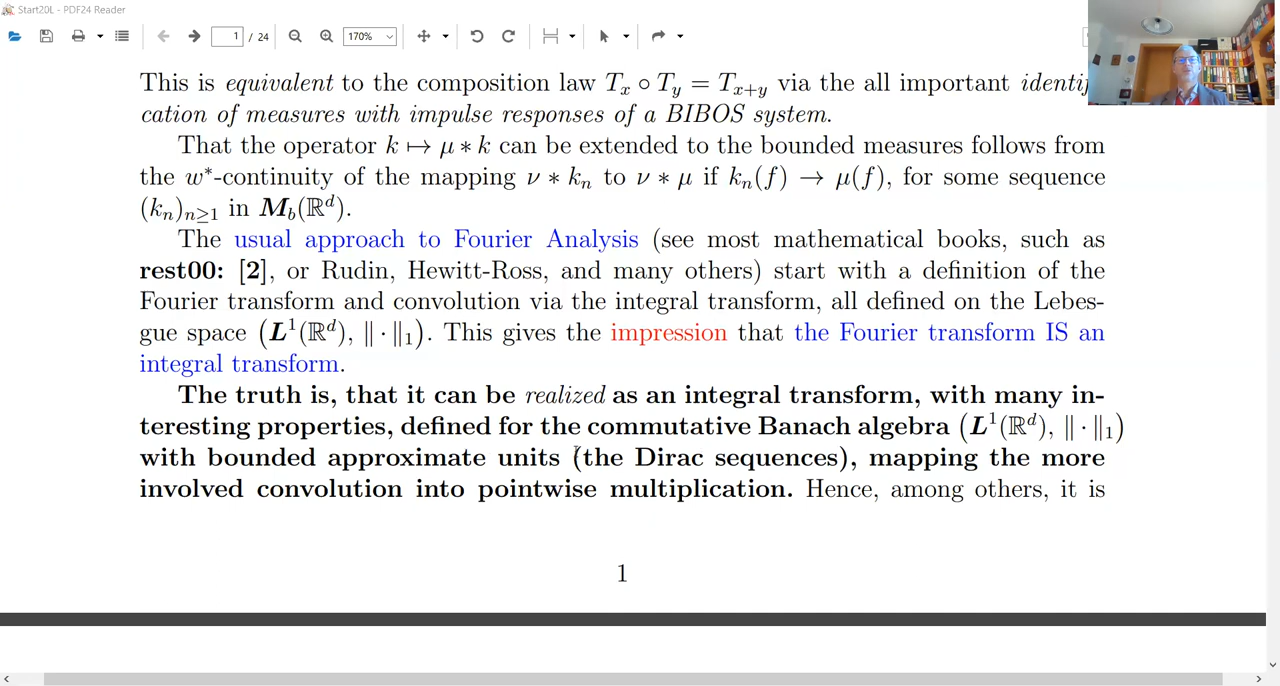 Start20L - PDF24 Reader
1 / 24
170%
This is equivalent to the composition law Tₓ ∘ Tᵧ = Tₓ₊ᵧ via the all important identifi-
cation of measures with impulse responses of a BIBOS system.
That the operator k ↦ μ * k can be extended to the bounded measures follows from
the w*-continuity of the mapping ν * kₙ to ν * μ if kₙ(f) → μ(f), for some sequence
(kₙ)ₙ≥₁ in M_b(ℝᵈ).
The usual approach to Fourier Analysis (see most mathematical books, such as
rest00: [2], or Rudin, Hewitt-Ross, and many others) start with a definition of the
Fourier transform and convolution via the integral transform, all defined on the Lebes-
gue space (L¹(ℝᵈ), ‖·‖₁). This gives the impression that the Fourier transform IS an
integral transform.
The truth is, that it can be realized as an integral transform, with many in-
teresting properties, defined for the commutative Banach algebra (L¹(ℝᵈ), ‖·‖₁)
with bounded approximate units (the Dirac sequences), mapping the more
involved convolution into pointwise multiplication. Hence, among others, it is
1